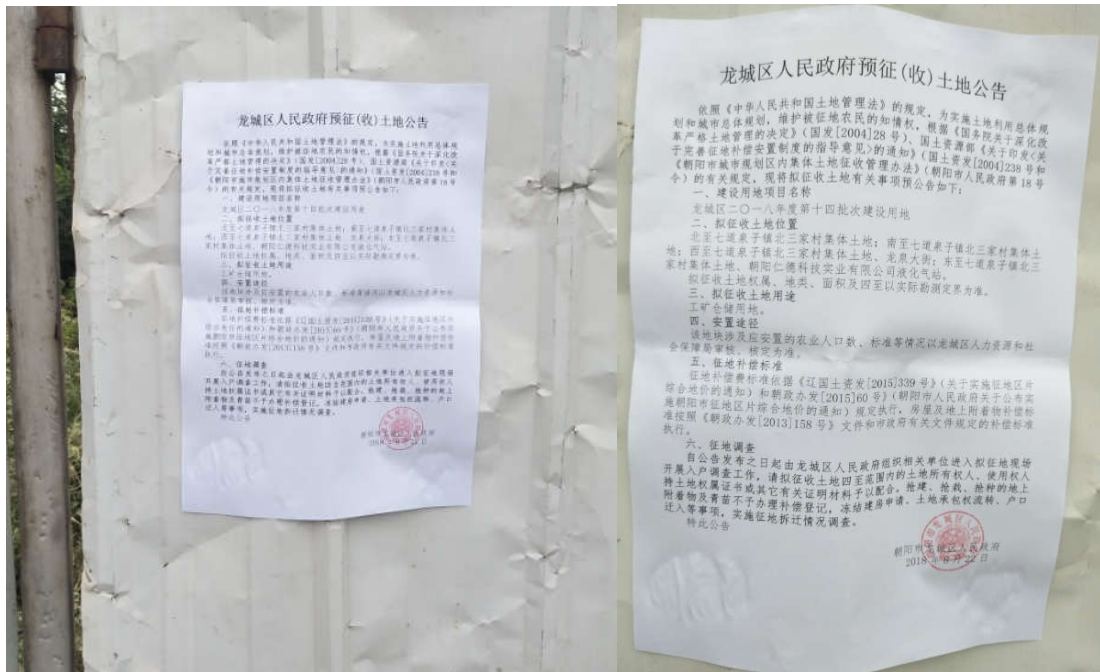 龙城区人民政府预征(收)土地公告
依照《中华人民共和国土地管理法》的规定，为实施土地利用总体规
划和城市总体规划，维护被征地农民的知情权，根据《国务院关于深化改
革严格土地管理的决定》(国发[2004]28号)、国土资源部《关于印发(关
于完善征地补偿安置制度的指导意见)的通知》(国土资发[2004]238号和
《朝阳市城市规划区内集体土地征收管理办法》(朝阳市人民政府第18号
令)的有关规定，现将拟征收土地有关事项预公告如下：
一、建设用地项目名称
龙城区二〇一八年度第十四批次建设用地
二、拟征收土地位置
北至七道泉子镇北三家村集体土地；南至七道泉子镇北三家村集体土
地；西至七道泉子镇北三家村集体土地、龙泉大街；东至七道泉子镇北三
家村集体土地、朝阳仁德科技实业有限公司液化气站。
拟征收土地权属、地类、面积及四至以实际勘测定界为准。
三、拟征收土地用途
工矿仓储用地。
四、安置途径
该地块涉及应安置的农业人口数、标准等情况以龙城区人力资源和社
会保障局审核、核定为准。
五、征地补偿标准
征地补偿费标准依据《辽国土资发[2015]339号》(关于实施征地区片
综合地价的通知)和朝政办发[2015]60号》(朝阳市人民政府关于公布实
施朝阳市征地区片综合地价的通知)规定执行，房屋及地上附着物补偿标
准按照《朝政办发[2013]158号》文件和市政府有关文件规定的补偿标准
执行。
六、征地调查
自公告发布之日起由龙城区人民政府组织相关单位进入拟征地现场
开展入户调查工作，请拟征收土地四至范围内的土地所有权人、使用权人
持土地权属证书或其它有关证明材料予以配合，抢建、抢栽、抢种的地上
附着物及青苗不予办理补偿登记，冻结建房申请、土地承包权流转、户口
迁入等事项，实施征地拆迁情况调查。
特此公告
朝阳市龙城区人民政府
2018年8月22日